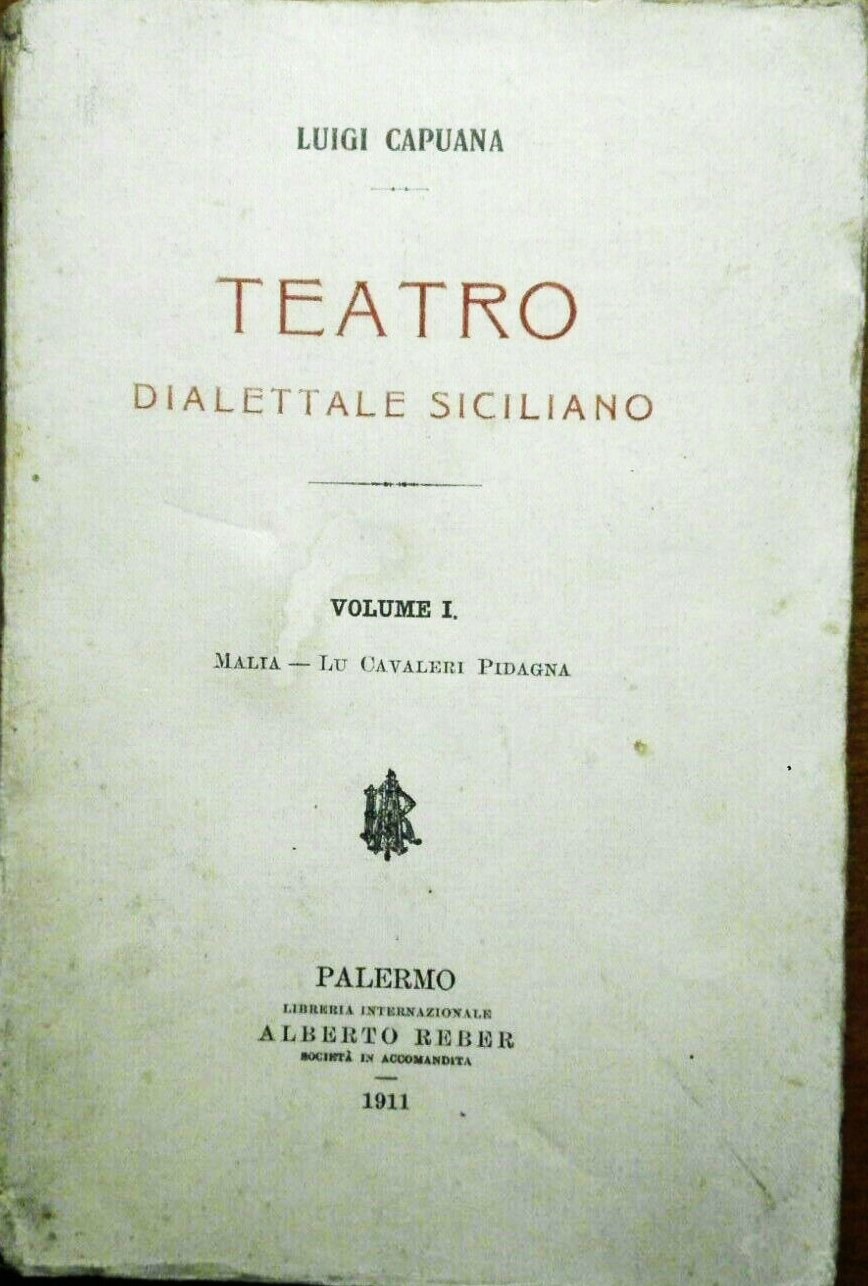 LUIGI CAPUANA
TEATRO
DIALETTALE SICILIANO
VOLUME I.
MALIA — LU CAVALERI PIDAGNA
PALERMO
LIBRERIA INTERNAZIONALE
ALBERTO REBER
SOCIETÀ IN ACCOMANDITA
1911